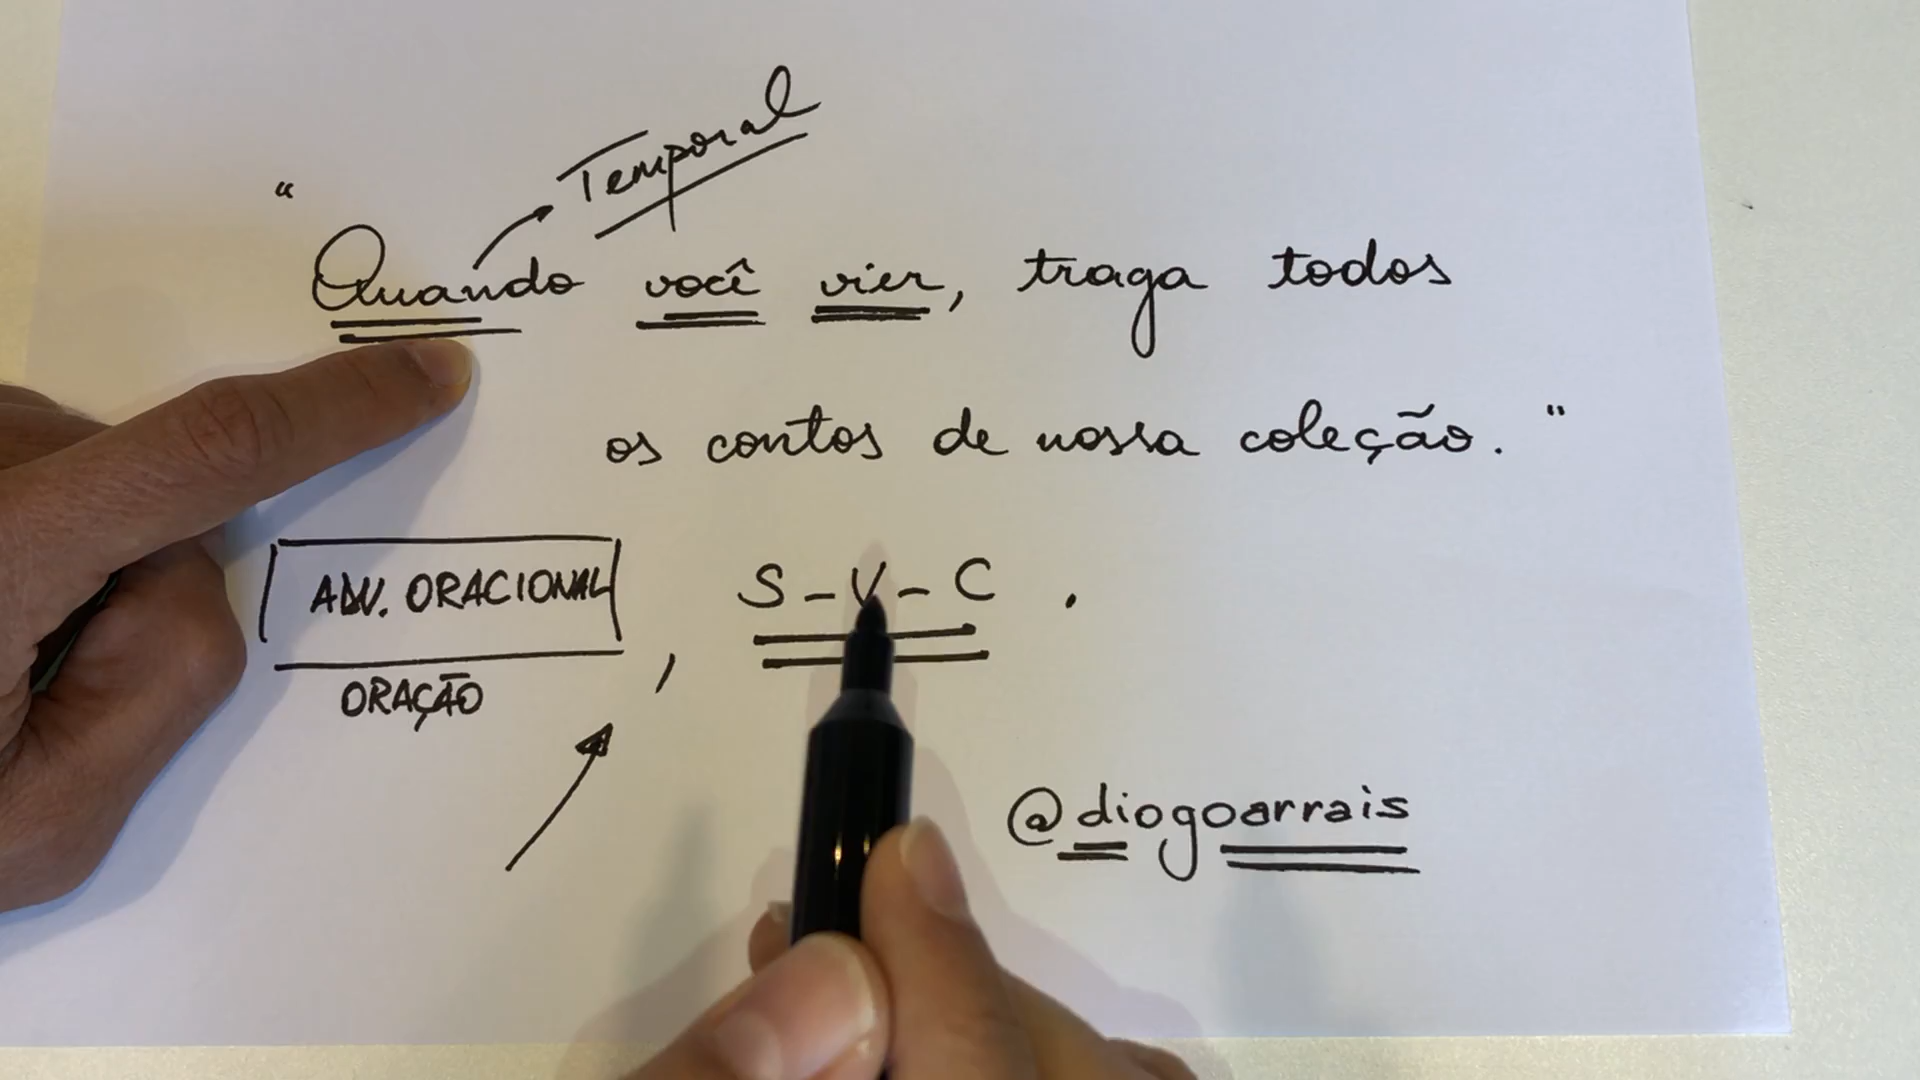 Temporal
"Quando você vier, traga todos
os contos de nossa coleção."
ADV. ORACIONAL
ORAÇÃO
, S - V - C .
@diogoarrais